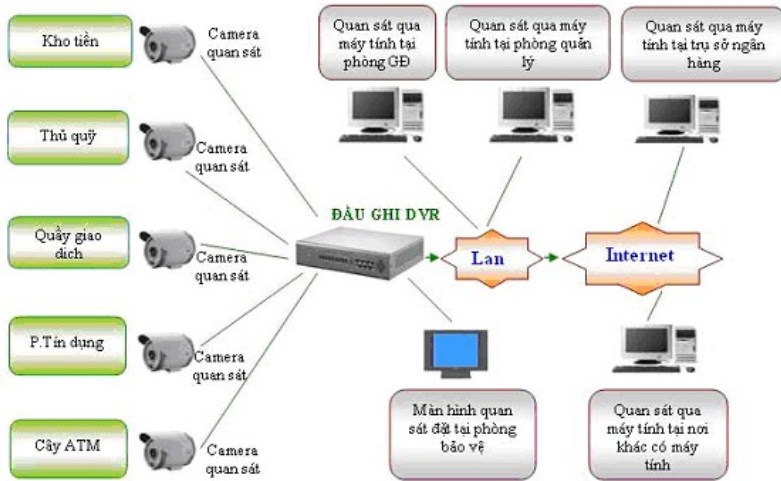 Kho tiền
Camera
quan sát
Thủ quỹ
Camera
quan sát
Quầy giao
dich
Camera
quan sát
P.Tín dụng
Camera
quan sát
Cây ATM
Camera
quan sát
ĐẦU GHI DVR
Quan sát qua
máy tính tại
phòng GĐ
Quan sát qua máy
tính tại phòng quản
lý
Quan sát qua máy
tính tại trụ sở ngân
hàng
Lan
Internet
Màn hình quan
sát đặt tại phòng
bảo vệ
Quan sát qua
máy tính tại nơi
khác có máy
tính